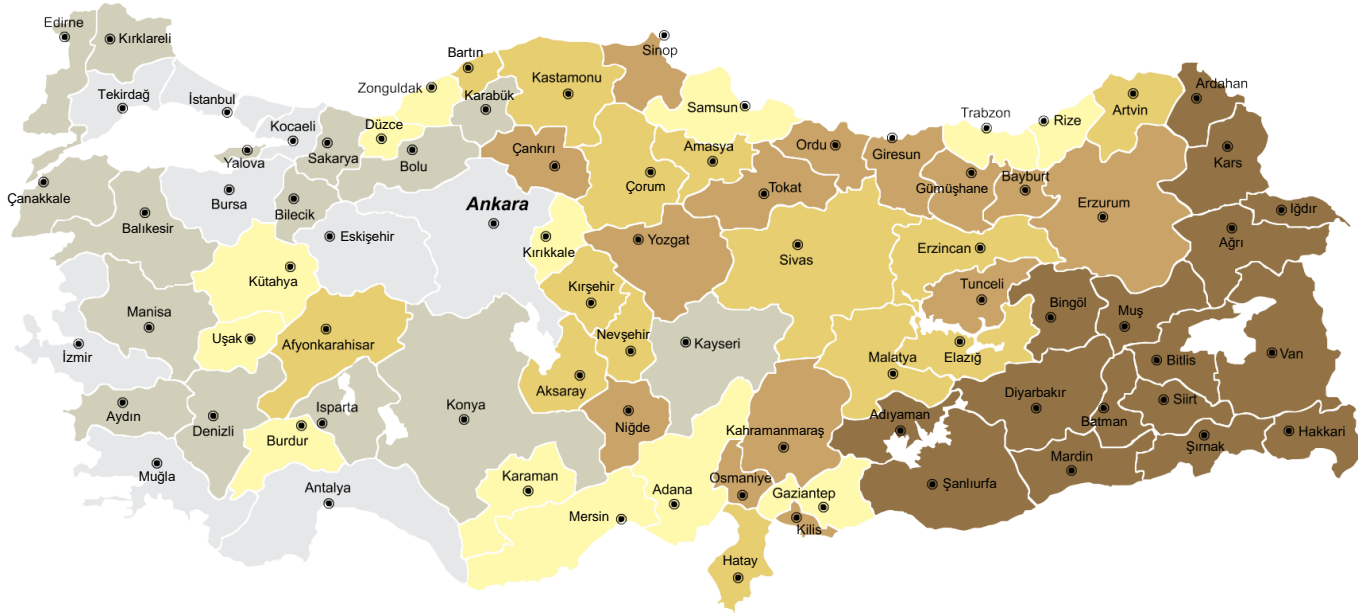 Edirne
Kırklareli
Tekirdağ
İstanbul
Kocaeli
Yalova
Sakarya
Düzce
Zonguldak
Bartın
Karabük
Bolu
Kastamonu
Sinop
Çankırı
Samsun
Amasya
Çorum
Ordu
Tokat
Giresun
Gümüşhane
Trabzon
Bayburt
Rize
Artvin
Ardahan
Kars
Iğdır
Ağrı
Erzurum
Erzincan
Çanakkale
Balıkesir
Bursa
Bilecik
Eskişehir
Ankara
Kırıkkale
Yozgat
Sivas
Kütahya
Manisa
Uşak
Afyonkarahisar
İzmir
Kırşehir
Nevşehir
Aksaray
Kayseri
Malatya
Tunceli
Elazığ
Bingöl
Muş
Bitlis
Van
Aydın
Denizli
Burdur
Isparta
Konya
Niğde
Kahramanmaraş
Adıyaman
Diyarbakır
Batman
Siirt
Şırnak
Hakkari
Mardin
Şanlıurfa
Muğla
Antalya
Karaman
Mersin
Adana
Osmaniye
Gaziantep
Kilis
Hatay